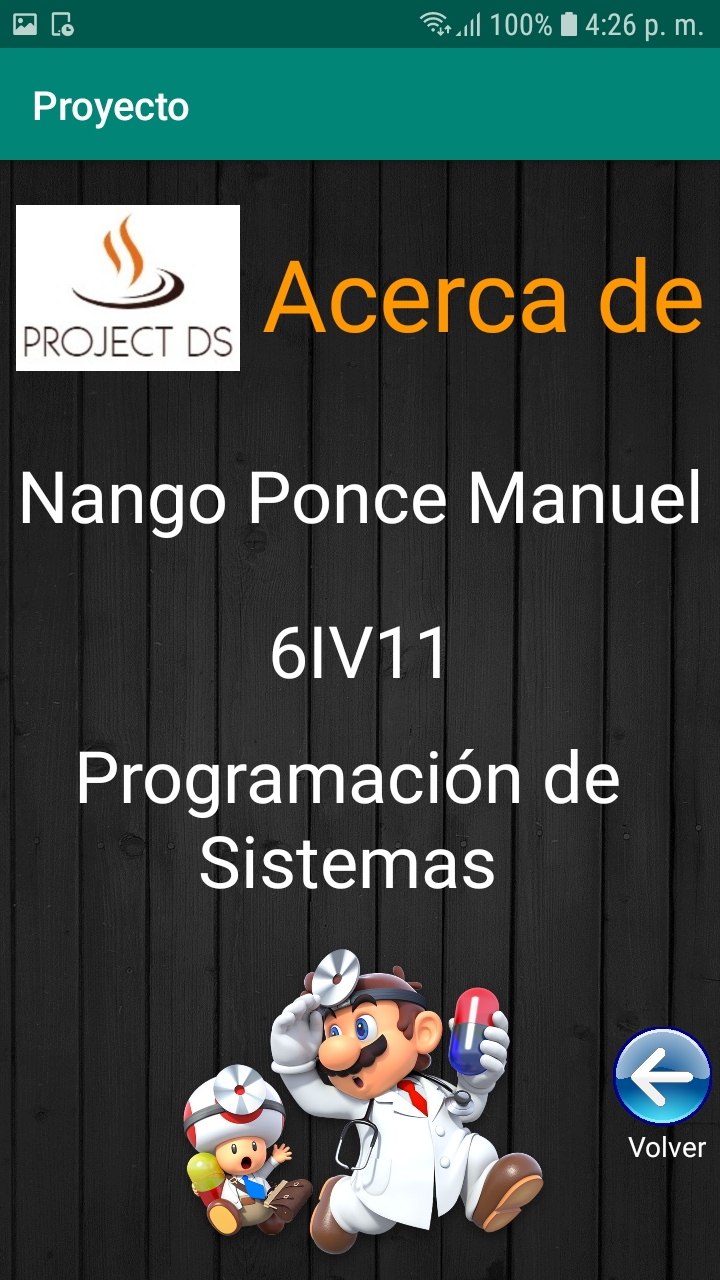 100% 4:26 p. m.
Proyecto
PROJECT DS
Acerca de
Nango Ponce Manuel
6IV11
Programación de
Sistemas
Volver